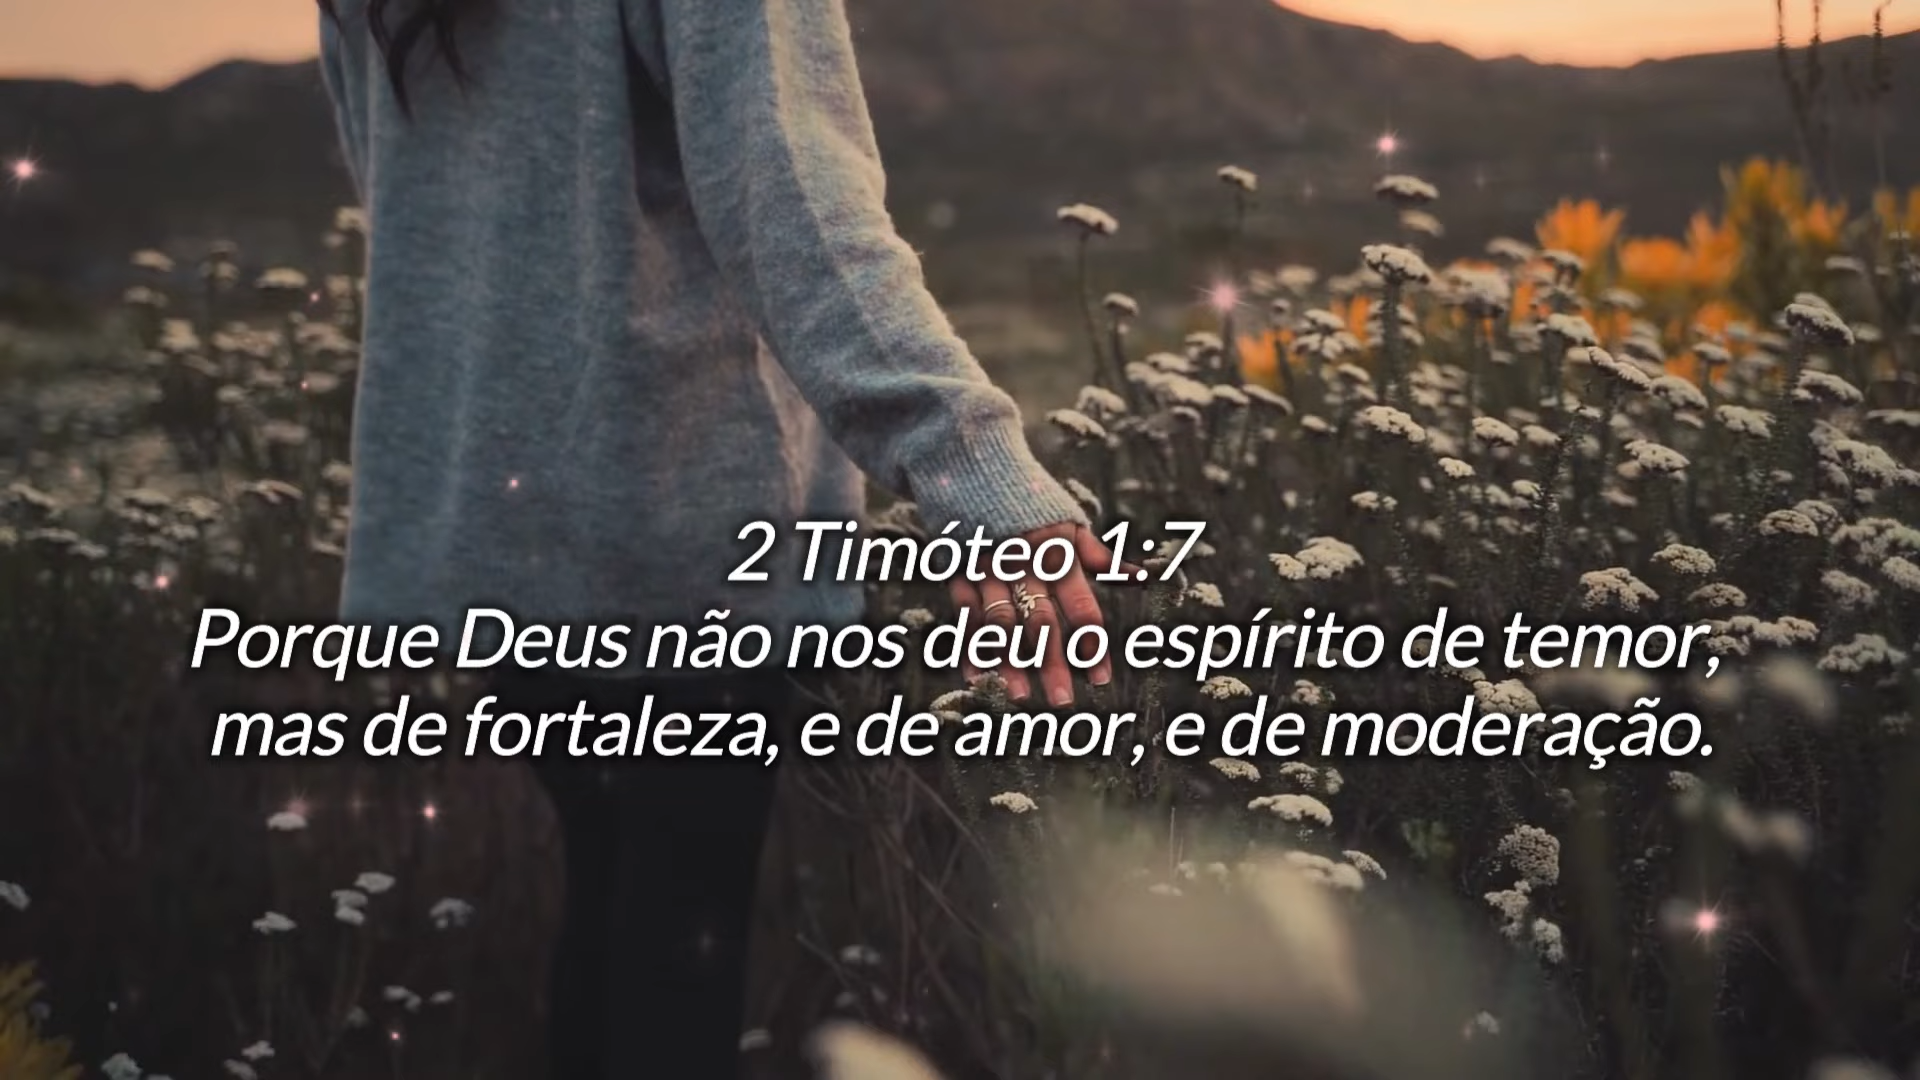 2 Timóteo 1:7
Porque Deus não nos deu o espírito de temor,
mas de fortaleza, e de amor, e de moderação.